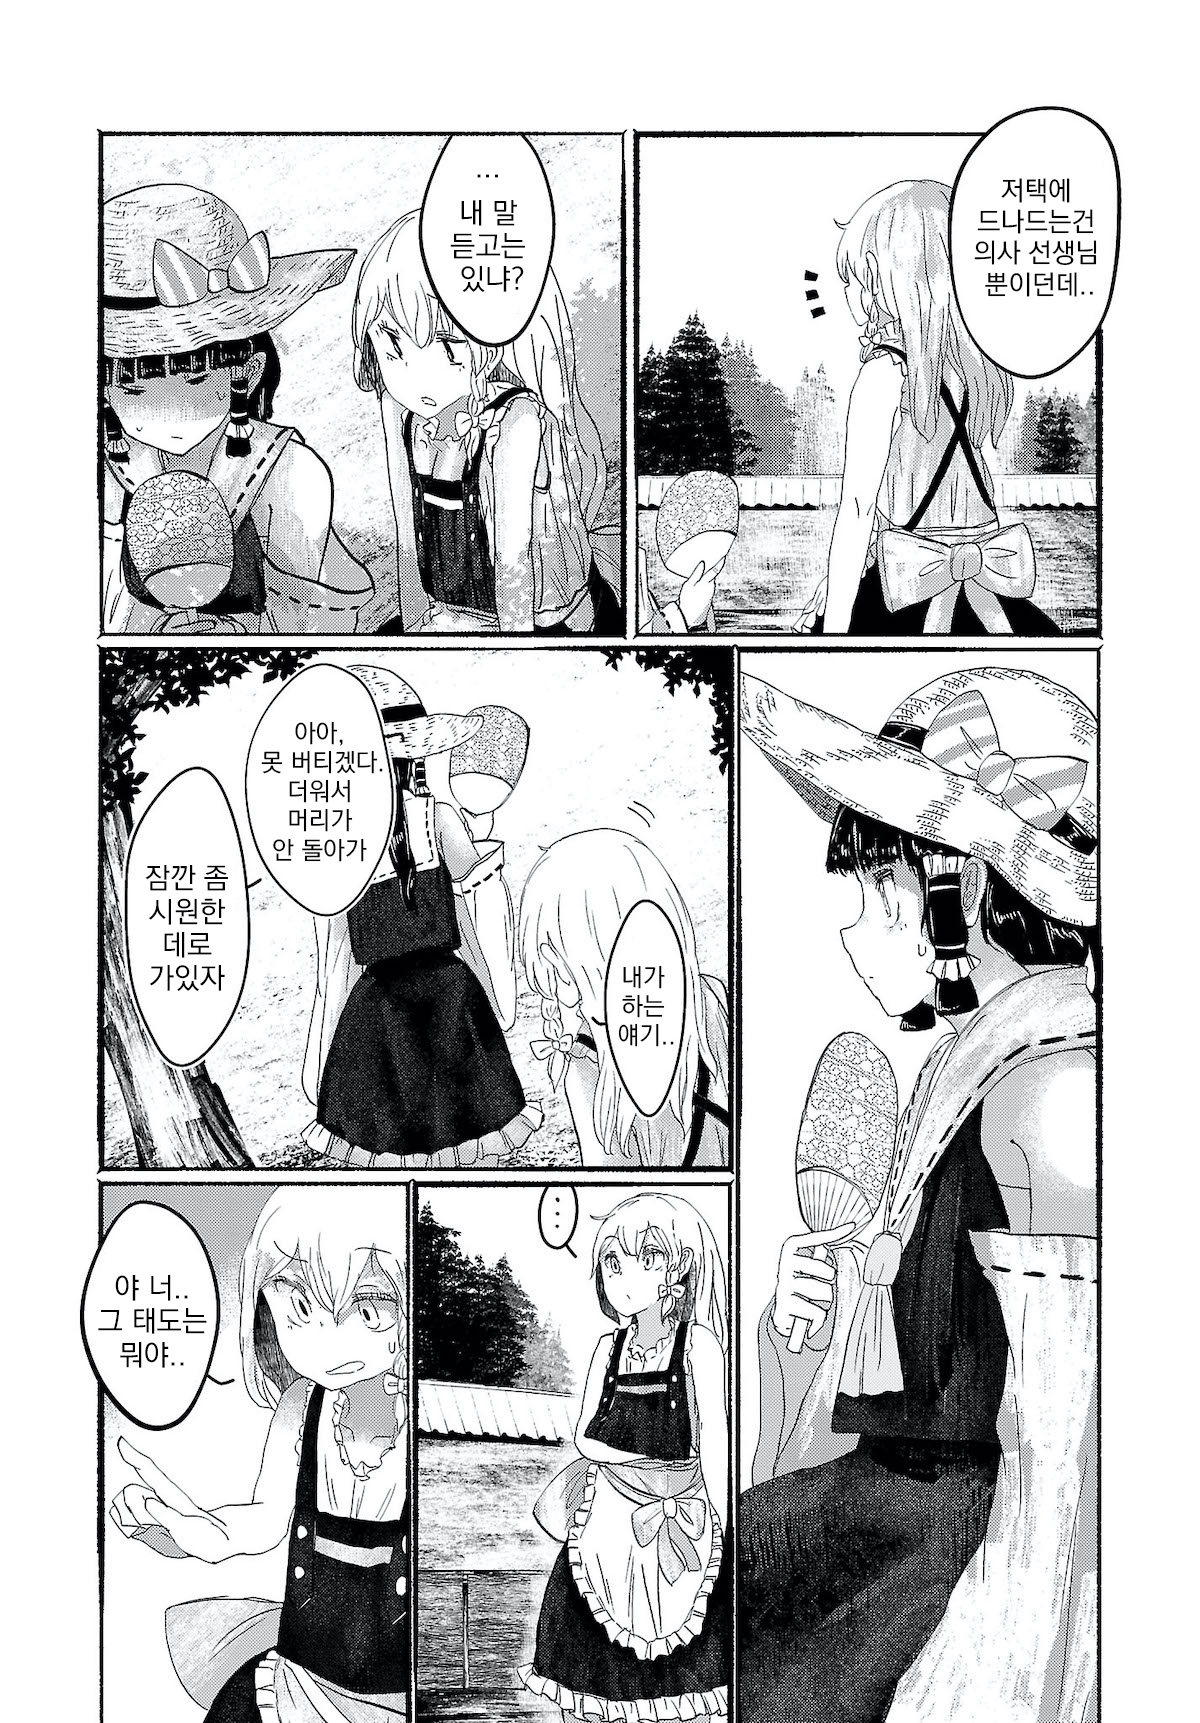 저택에
드나드는건
의사 선생님
뿐이던데..
...
내 말
듣고는
있냐?
아아,
못 버티겠다.
더워서
머리가
안 돌아가
잠깐 좀
시원한
데로
가있자
내가
하는
얘기..
...
야 너..
그 태도는
뭐야..